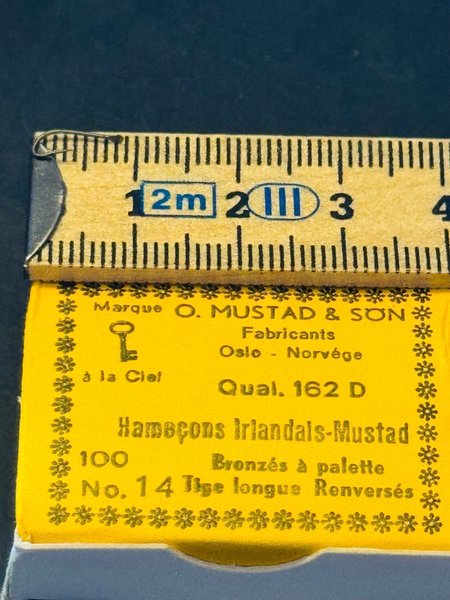 1 2m 2 III 3 4
Marque O. MUSTAD & SÖN
Fabricants
Oslo - Norvége
à la Clef
Qual. 162 D
Hameçons Irlandais-Mustad
100 Bronzés à palette
No. 14 Tige longue Renversés